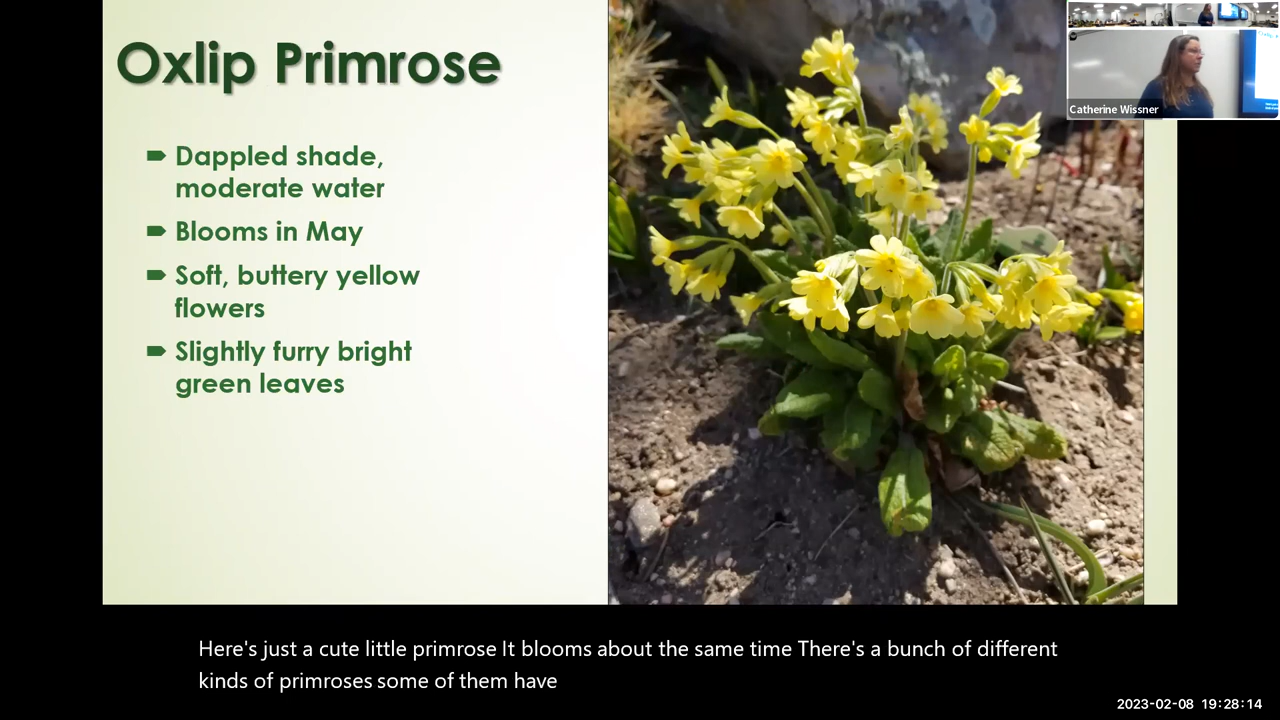 Oxlip Primrose
Dappled shade,
moderate water
Blooms in May
Soft, buttery yellow
flowers
Slightly furry bright
green leaves
Catherine Wissner
Here's just a cute little primrose It blooms about the same time There's a bunch of different
kinds of primroses some of them have
2023-02-08 19:28:14